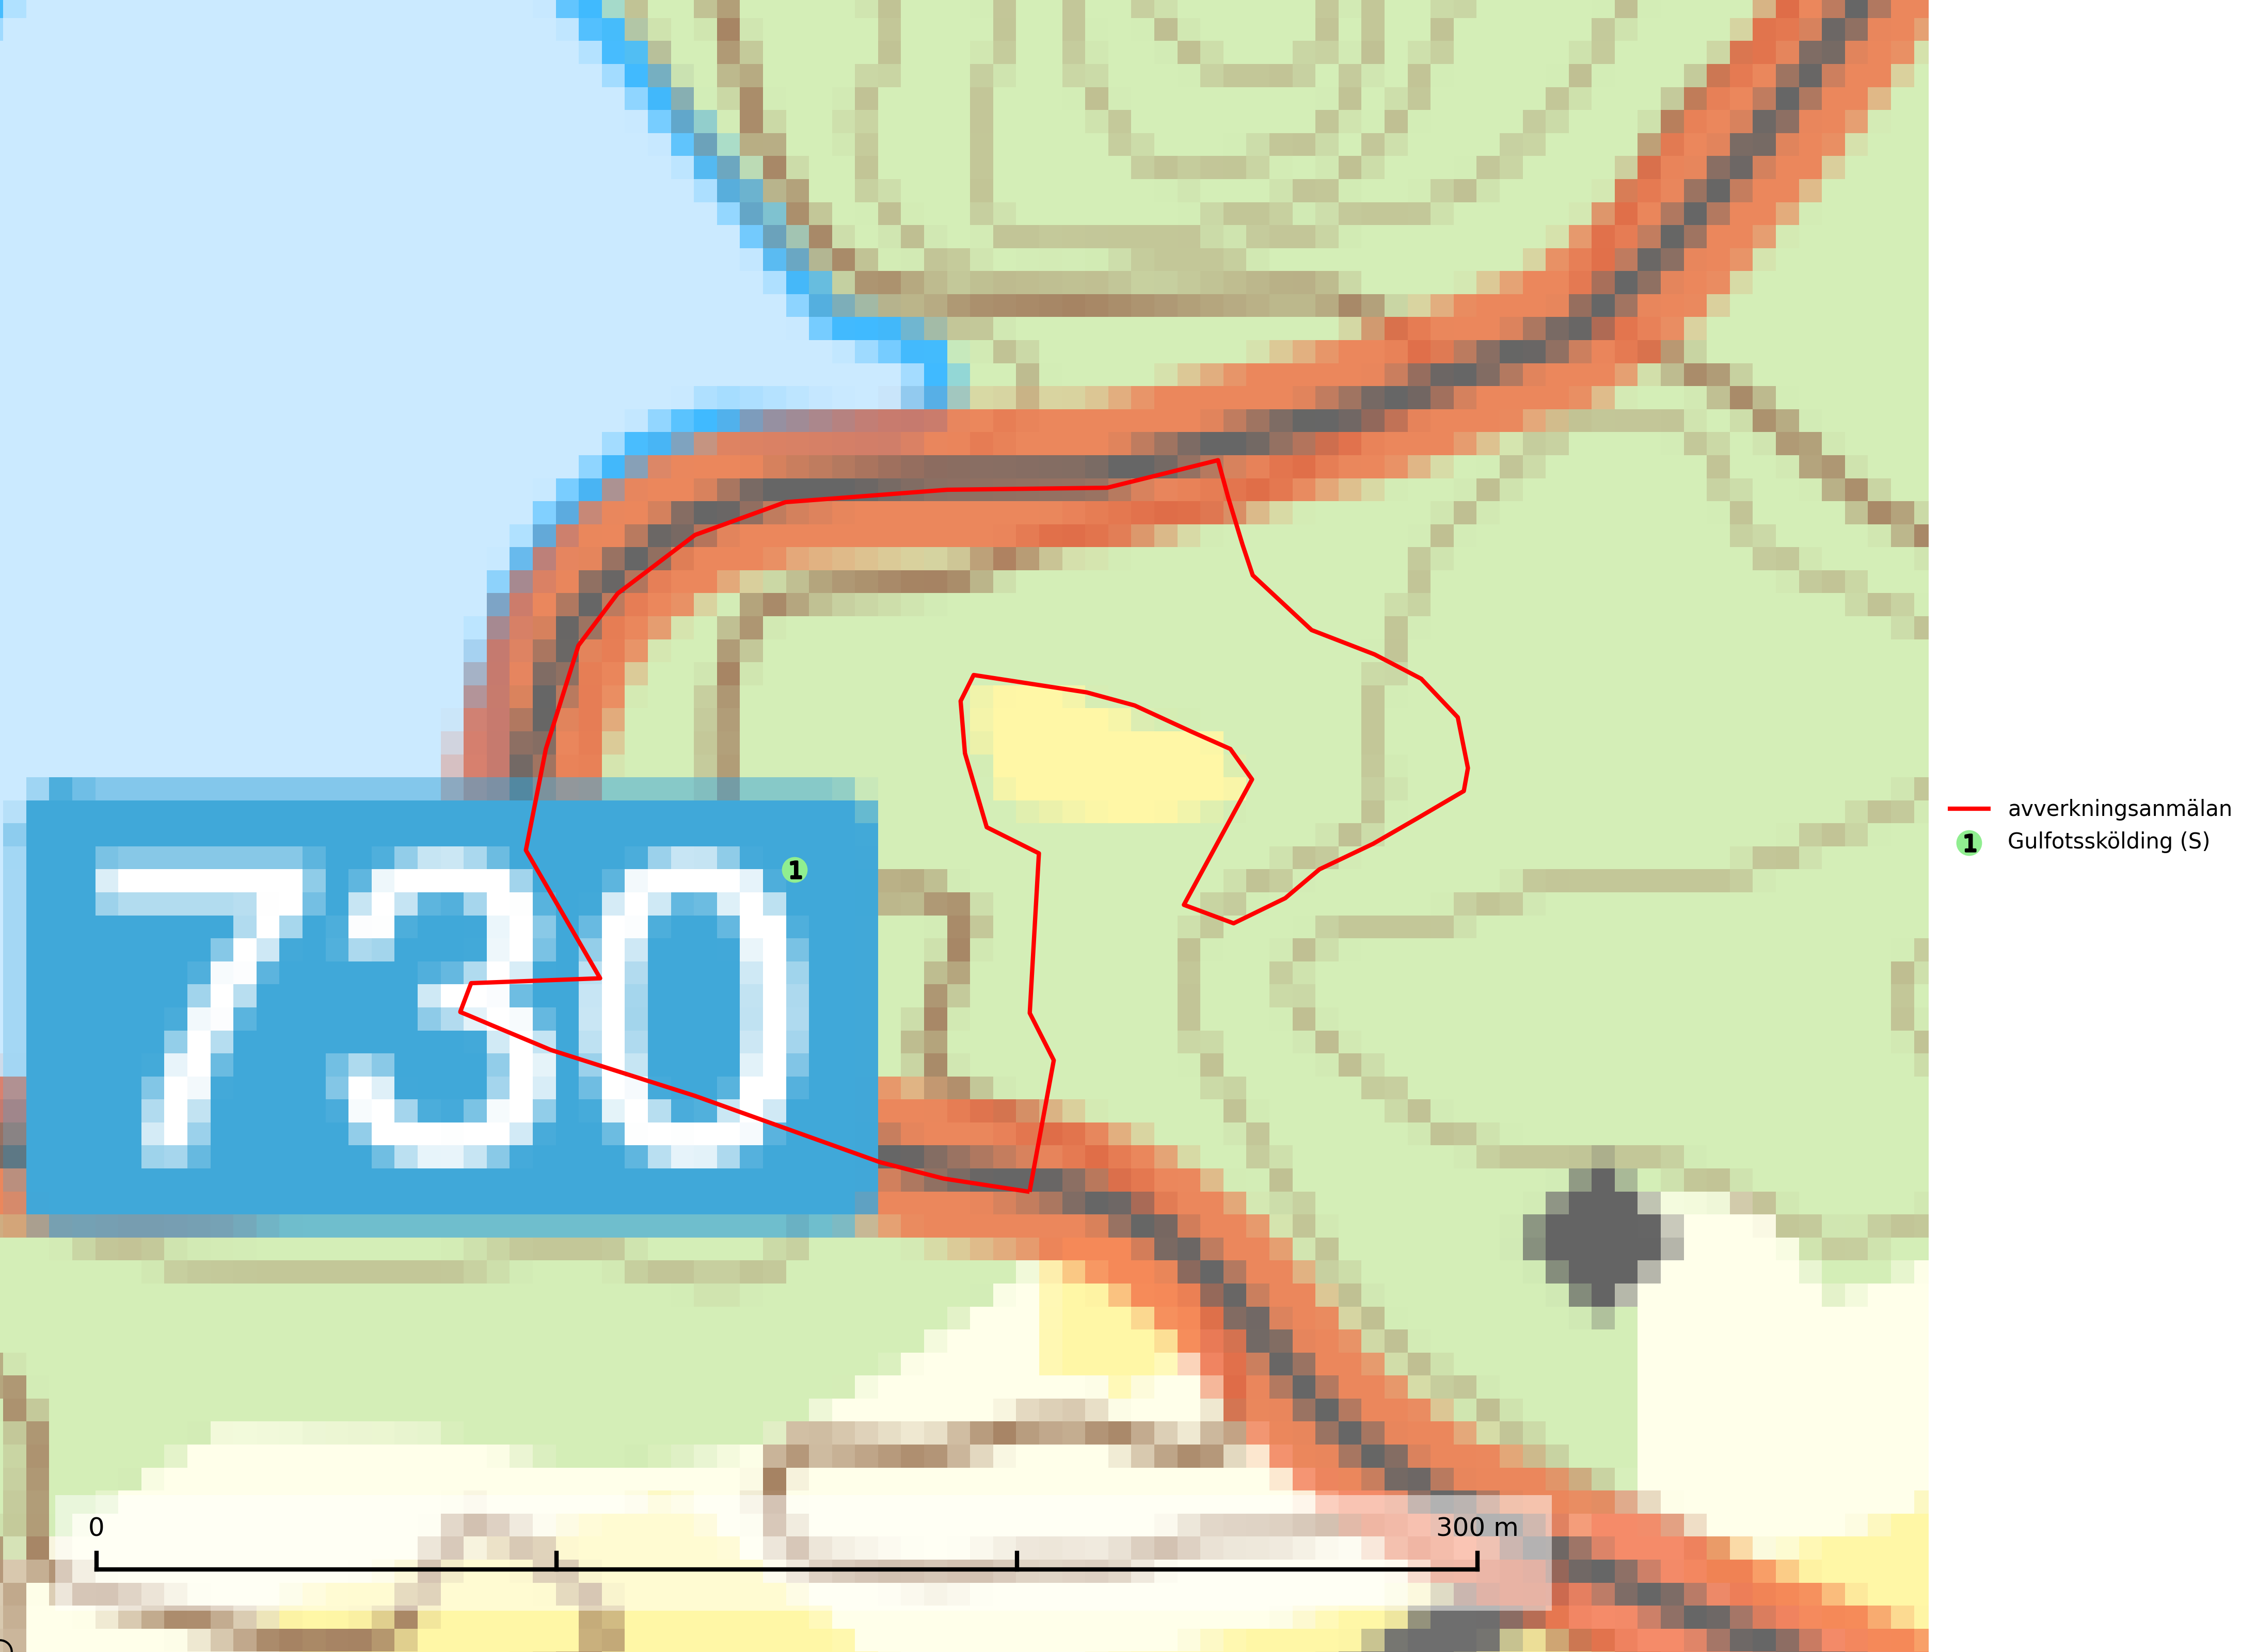 730
1
0
300 m
avverkningsanmälan
1 Gulfotsskölding (S)